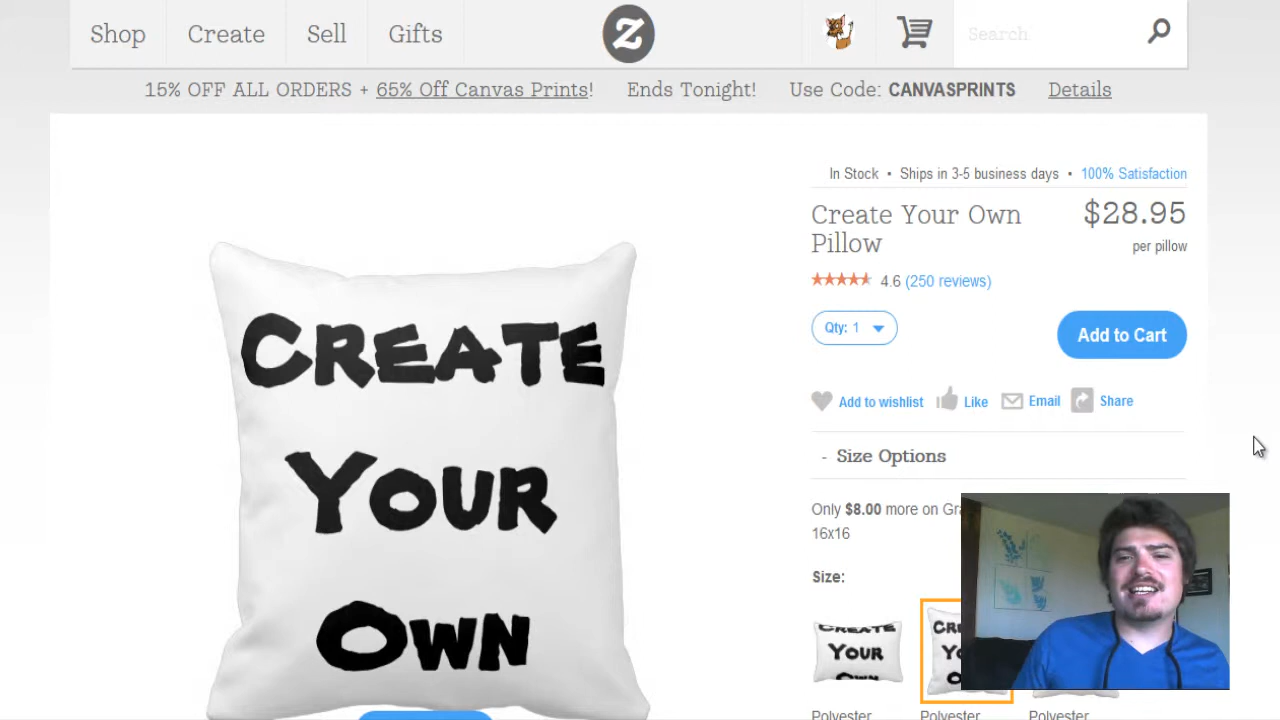 Shop Create Sell Gifts Z Search
15% OFF ALL ORDERS + 65% Off Canvas Prints! Ends Tonight! Use Code: CANVASPRINTS Details
In Stock • Ships in 3-5 business days • 100% Satisfaction
Create Your Own $28.95
Pillow per pillow
4.6 (250 reviews)
Qty: 1 Add to Cart
Add to wishlist Like Email Share
- Size Options
Only $8.00 more on
16x16
Size:
CREATE
YOUR
OWN
CREATE
YOUR
OWN
Polyester Polyester Polyester